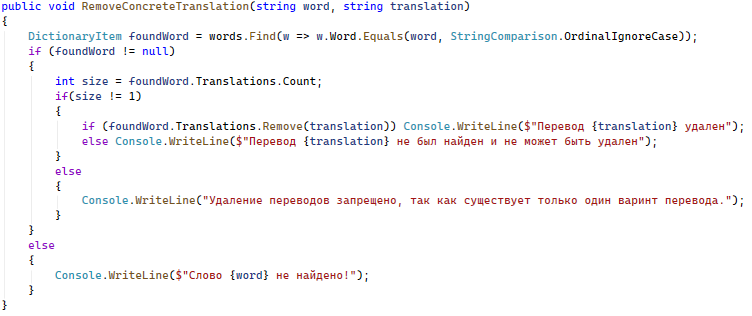 public void RemoveConcreteTranslation(string word, string translation)
{
    DictionaryItem foundWord = words.Find(w => w.Word.Equals(word, StringComparison.OrdinalIgnoreCase));
    if (foundWord != null)
    {
        int size = foundWord.Translations.Count;
        if(size != 1)
        {
            if (foundWord.Translations.Remove(translation)) Console.WriteLine($"Перевод {translation} удален");
            else Console.WriteLine($"Перевод {translation} не был найден и не может быть удален");
        }
        else
        {
            Console.WriteLine("Удаление переводов запрещено, так как существует только один варинт перевода.");
        }
    }
    else
    {
        Console.WriteLine($"Слово {word} не найдено!");
    }
}